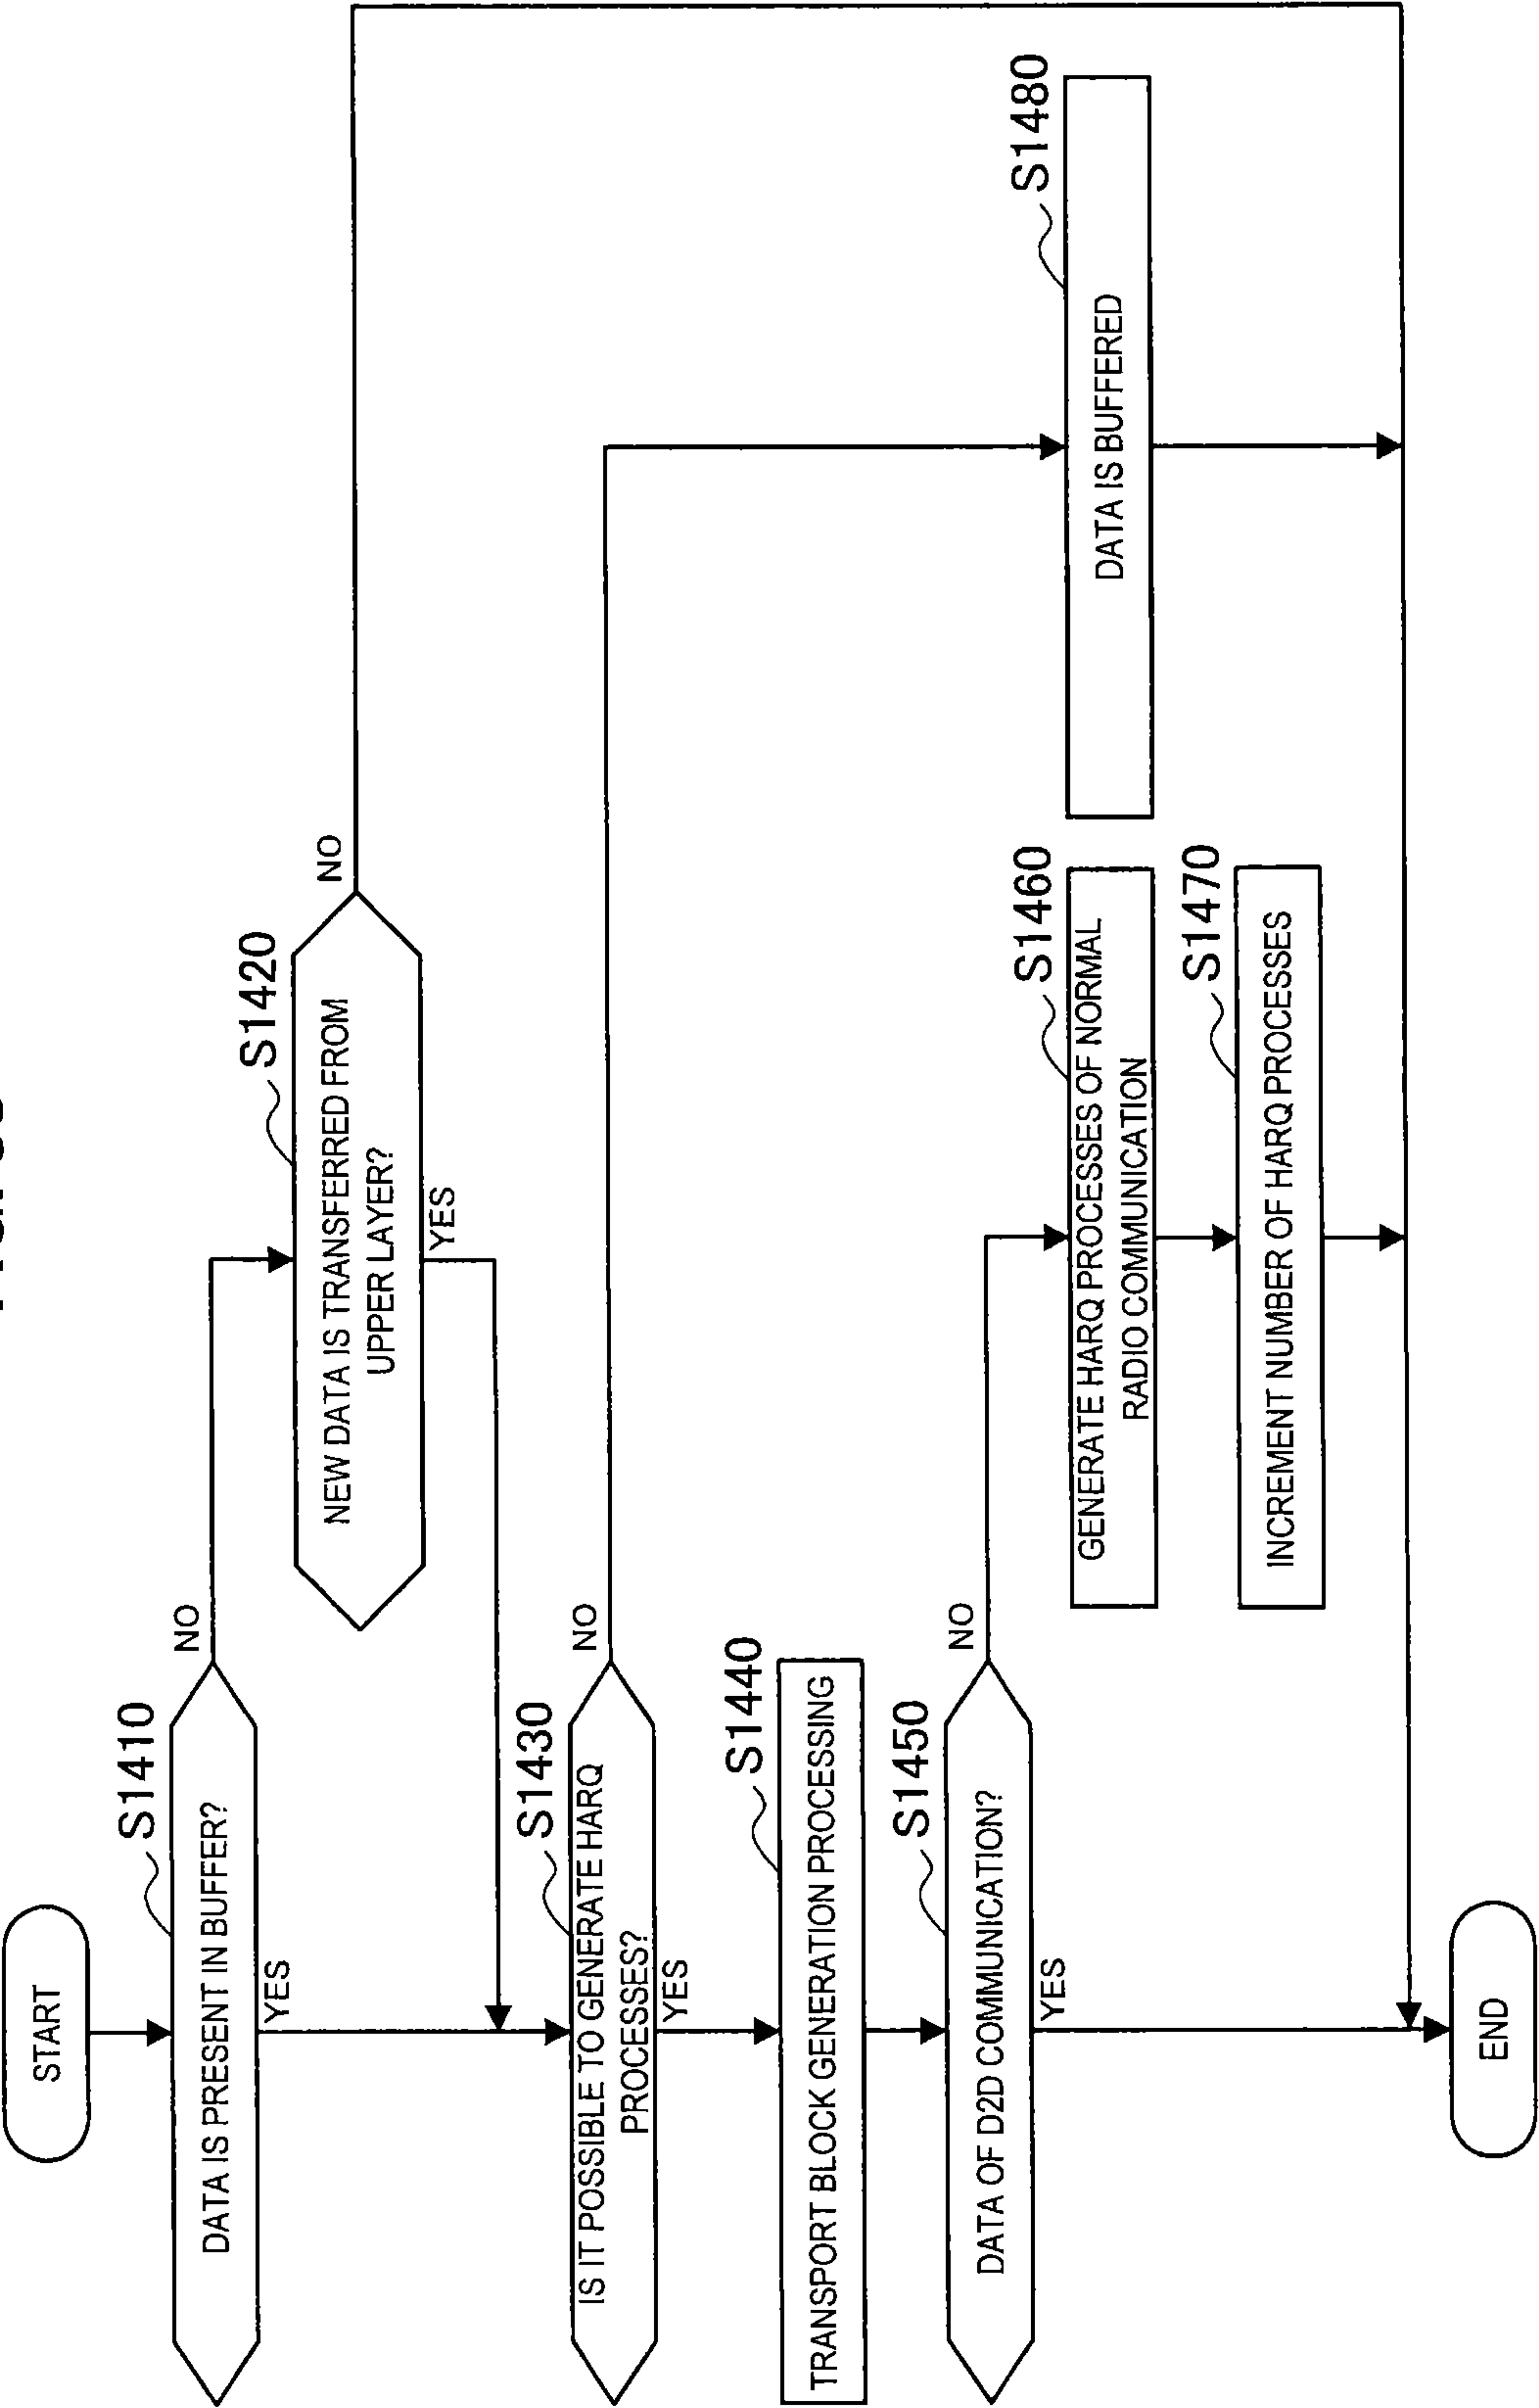 START
S1410
DATA IS PRESENT IN BUFFER?
NO
YES
S1420
NEW DATA IS TRANSFERRED FROM
UPPER LAYER?
NO
YES
S1430
IS IT POSSIBLE TO GENERATE HARQ
PROCESSES?
NO
YES
S1440
TRANSPORT BLOCK GENERATION PROCESSING
S1450
DATA OF D2D COMMUNICATION?
NO
YES
S1460
GENERATE HARQ PROCESSES OF NORMAL
RADIO COMMUNICATION
S1470
INCREMENT NUMBER OF HARQ PROCESSES
S1480
DATA IS BUFFERED
END